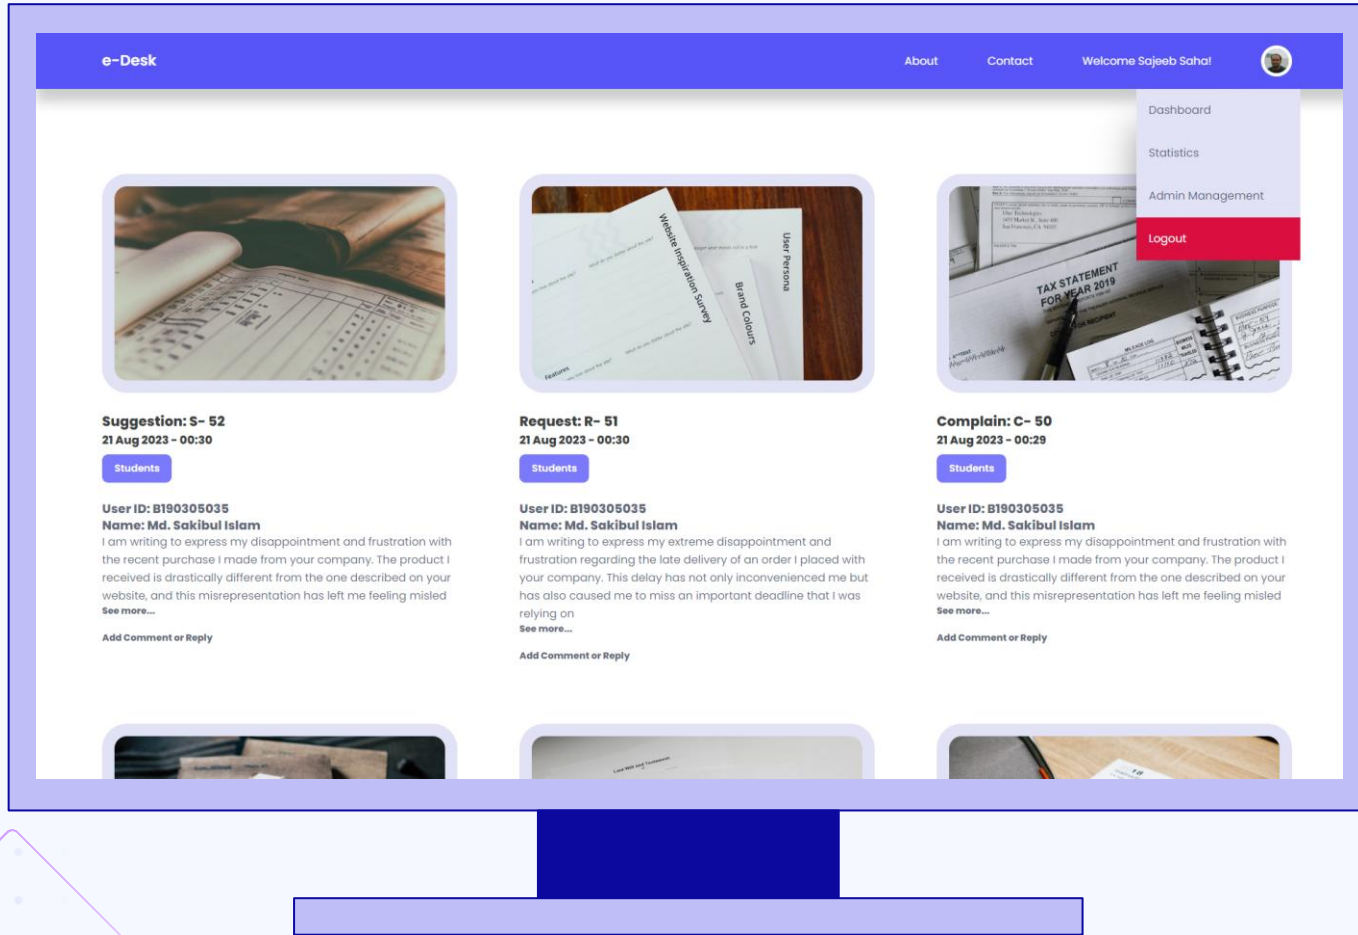 e-Desk
About
Contact
Welcome Sajeeb Saha!
Dashboard
Statistics
Admin Management
Logout
Website Inspiration Survey
Brand Colours
User Persona
Features
TAX STATEMENT
FOR YEAR 2019
Suggestion: S- 52
21 Aug 2023 - 00:30
Students
User ID: B190305035
Name: Md. Sakibul Islam
I am writing to express my disappointment and frustration with
the recent purchase I made from your company. The product I
received is drastically different from the one described on your
website, and this misrepresentation has left me feeling misled
See more...
Add Comment or Reply
Request: R- 51
21 Aug 2023 - 00:30
Students
User ID: B190305035
Name: Md. Sakibul Islam
I am writing to express my extreme disappointment and
frustration regarding the late delivery of an order I placed with
your company. This delay has not only inconvenienced me but
has also caused me to miss an important deadline that I was
relying on
See more...
Add Comment or Reply
Complain: C- 50
21 Aug 2023 - 00:29
Students
User ID: B190305035
Name: Md. Sakibul Islam
I am writing to express my disappointment and frustration with
the recent purchase I made from your company. The product I
received is drastically different from the one described on your
website, and this misrepresentation has left me feeling misled
See more...
Add Comment or Reply
Last Will and Testament